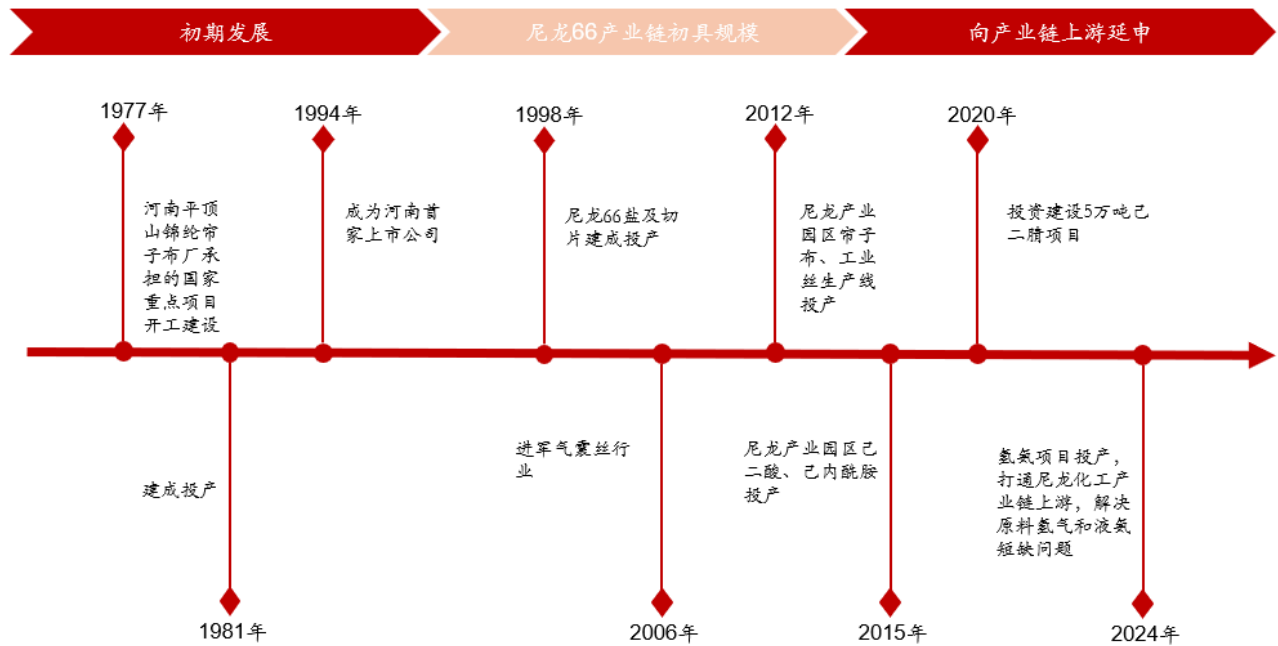 初期发展
尼龙66产业链初具规模
向产业链上游延申
1977年
1994年
1998年
2012年
2020年
河南平顶
山锦纶帘
子布厂承
担的国家
重点项目
开工建设
成为河南首
家上市公司
尼龙66盐及切
片建成投产
尼龙产业
园区帘子
布、工业
丝生产线
投产
投资建设5万吨己
二腈项目
建成投产
进军气囊丝行
业
尼龙产业园区己
二酸、己内酰胺
投产
氢氨项目投产，
打通尼龙化工产
业链上游，解决
原料氢气和液氨
短缺问题
1981年
2006年
2015年
2024年